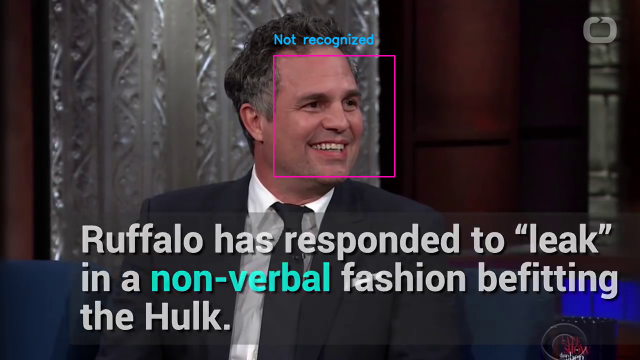 Not recognized
Ruffalo has responded to “leak”
in a non-verbal fashion befitting
the Hulk.